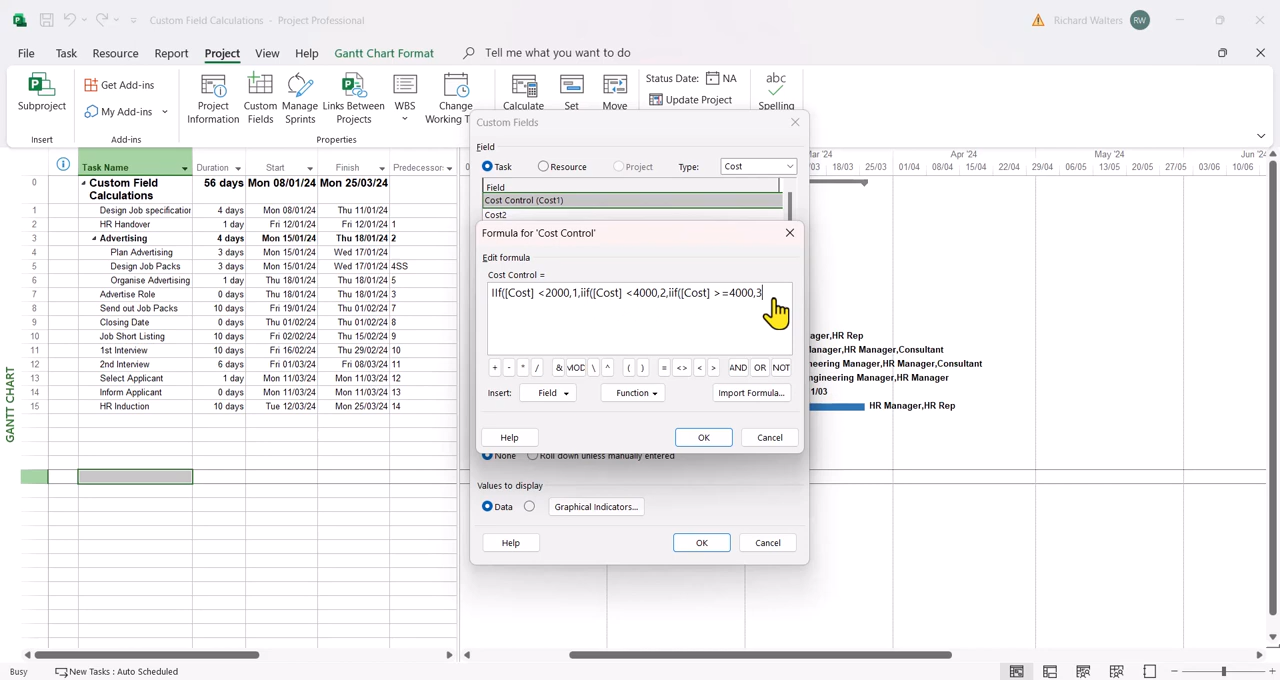 Custom Field Calculations - Project Professional
Richard Walters RW
File Task Resource Report Project View Help Gantt Chart Format Tell me what you want to do
Subproject
Insert
Get Add-ins
My Add-ins
Add-ins
Project Information
Custom Fields
Manage Sprints
Links Between Projects
WBS
Change
Working T
Properties
Calculate
Set
Move
Status Date: NA
Update Project
abc
Spelling
Custom Fields
Field
Task Resource Project Type: Cost
Field
Cost Control (Cost1)
Cost2
Formula for 'Cost Control'
Edit formula
Cost Control =
IIf([Cost] <2000,1,iif([Cost] <4000,2,iif([Cost] >=4000,3
+ - * / & MOD \ ^ ( ) = <> < > AND OR NOT
Insert: Field Function Import Formula...
Help OK Cancel
None Roll down unless manually entered
Values to display
Data Graphical Indicators...
Help OK Cancel
Task Name Duration Start Finish Predecessor
0 Custom Field Calculations 56 days Mon 08/01/24 Mon 25/03/24
1 Design Job specification 4 days Mon 08/01/24 Thu 11/01/24
2 HR Handover 1 day Fri 12/01/24 Fri 12/01/24 1
3 Advertising 4 days Mon 15/01/24 Thu 18/01/24 2
4 Plan Advertising 3 days Mon 15/01/24 Wed 17/01/24
5 Design Job Packs 3 days Mon 15/01/24 Wed 17/01/24 4SS
6 Organise Advertising 1 day Thu 18/01/24 Thu 18/01/24 5
7 Advertise Role 0 days Thu 18/01/24 Thu 18/01/24 3
8 Send out Job Packs 10 days Fri 19/01/24 Thu 01/02/24 7
9 Closing Date 0 days Thu 01/02/24 Thu 01/02/24 8
10 Job Short Listing 10 days Fri 02/02/24 Thu 15/02/24 9
11 1st Interview 10 days Fri 16/02/24 Thu 29/02/24 10
12 2nd Interview 6 days Fri 01/03/24 Fri 08/03/24 11
13 Select Applicant 1 day Mon 11/03/24 Mon 11/03/24 12
14 Inform Applicant 0 days Mon 11/03/24 Mon 11/03/24 13
15 HR Induction 10 days Tue 12/03/24 Mon 25/03/24 14
GANTT CHART
Mar '24 Apr '24 May '24 Jun '24
18/03 25/03 01/04 08/04 15/04 22/04 29/04 06/05 13/05 20/05 27/05 03/06 10/06
ager,HR Rep
Manager,HR Manager,Consultant
neering Manager,HR Manager,Consultant
ngineering Manager,HR Manager
1/03
HR Manager,HR Rep
Busy New Tasks : Auto Scheduled